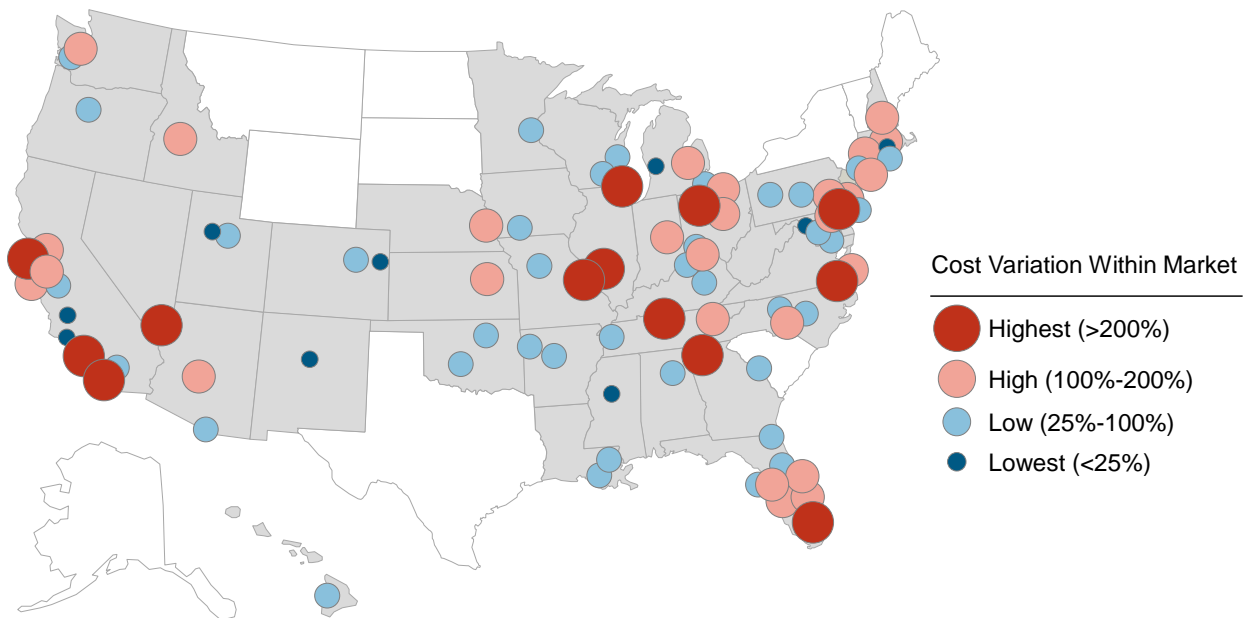 Cost Variation Within Market
Highest (>200%)
High (100%-200%)
Low (25%-100%)
Lowest (<25%)